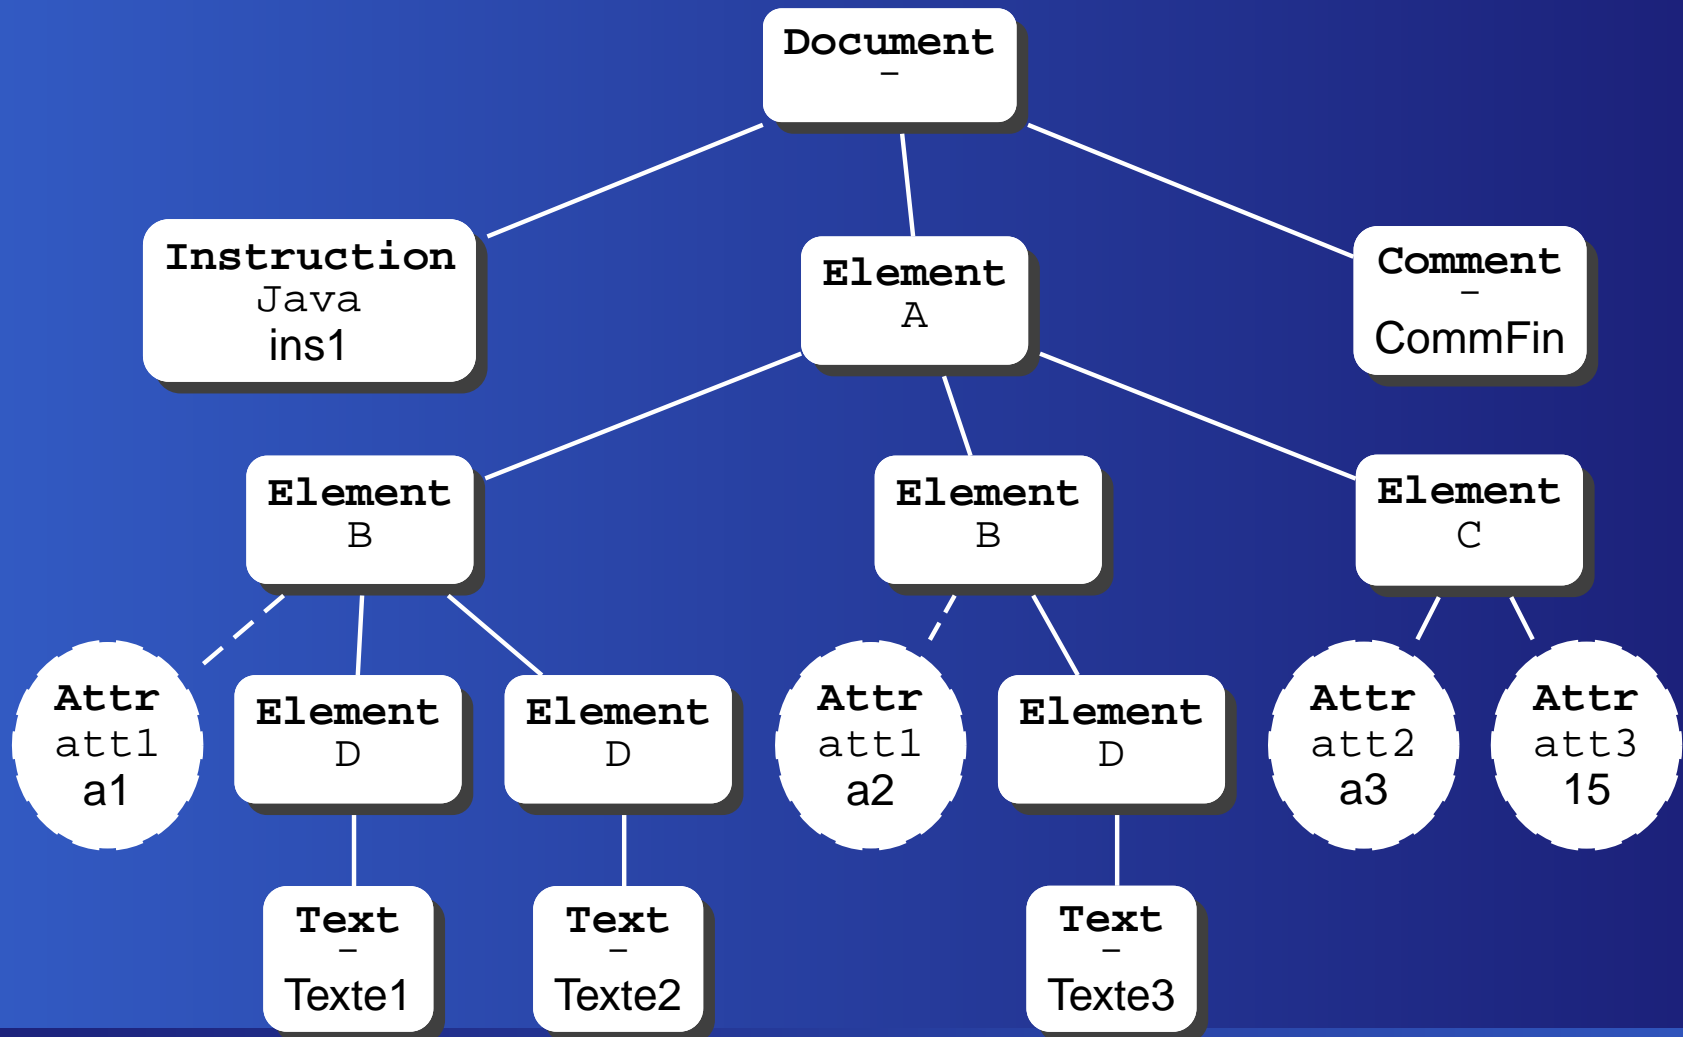 Document
–
Instruction
Java
ins1
Element
A
Comment
–
CommFin
Element
B
Element
B
Element
C
Attr
att1
a1
Element
D
Element
D
Attr
att1
a2
Element
D
Attr
att2
a3
Attr
att3
15
Text
–
Texte1
Text
–
Texte2
Text
–
Texte3